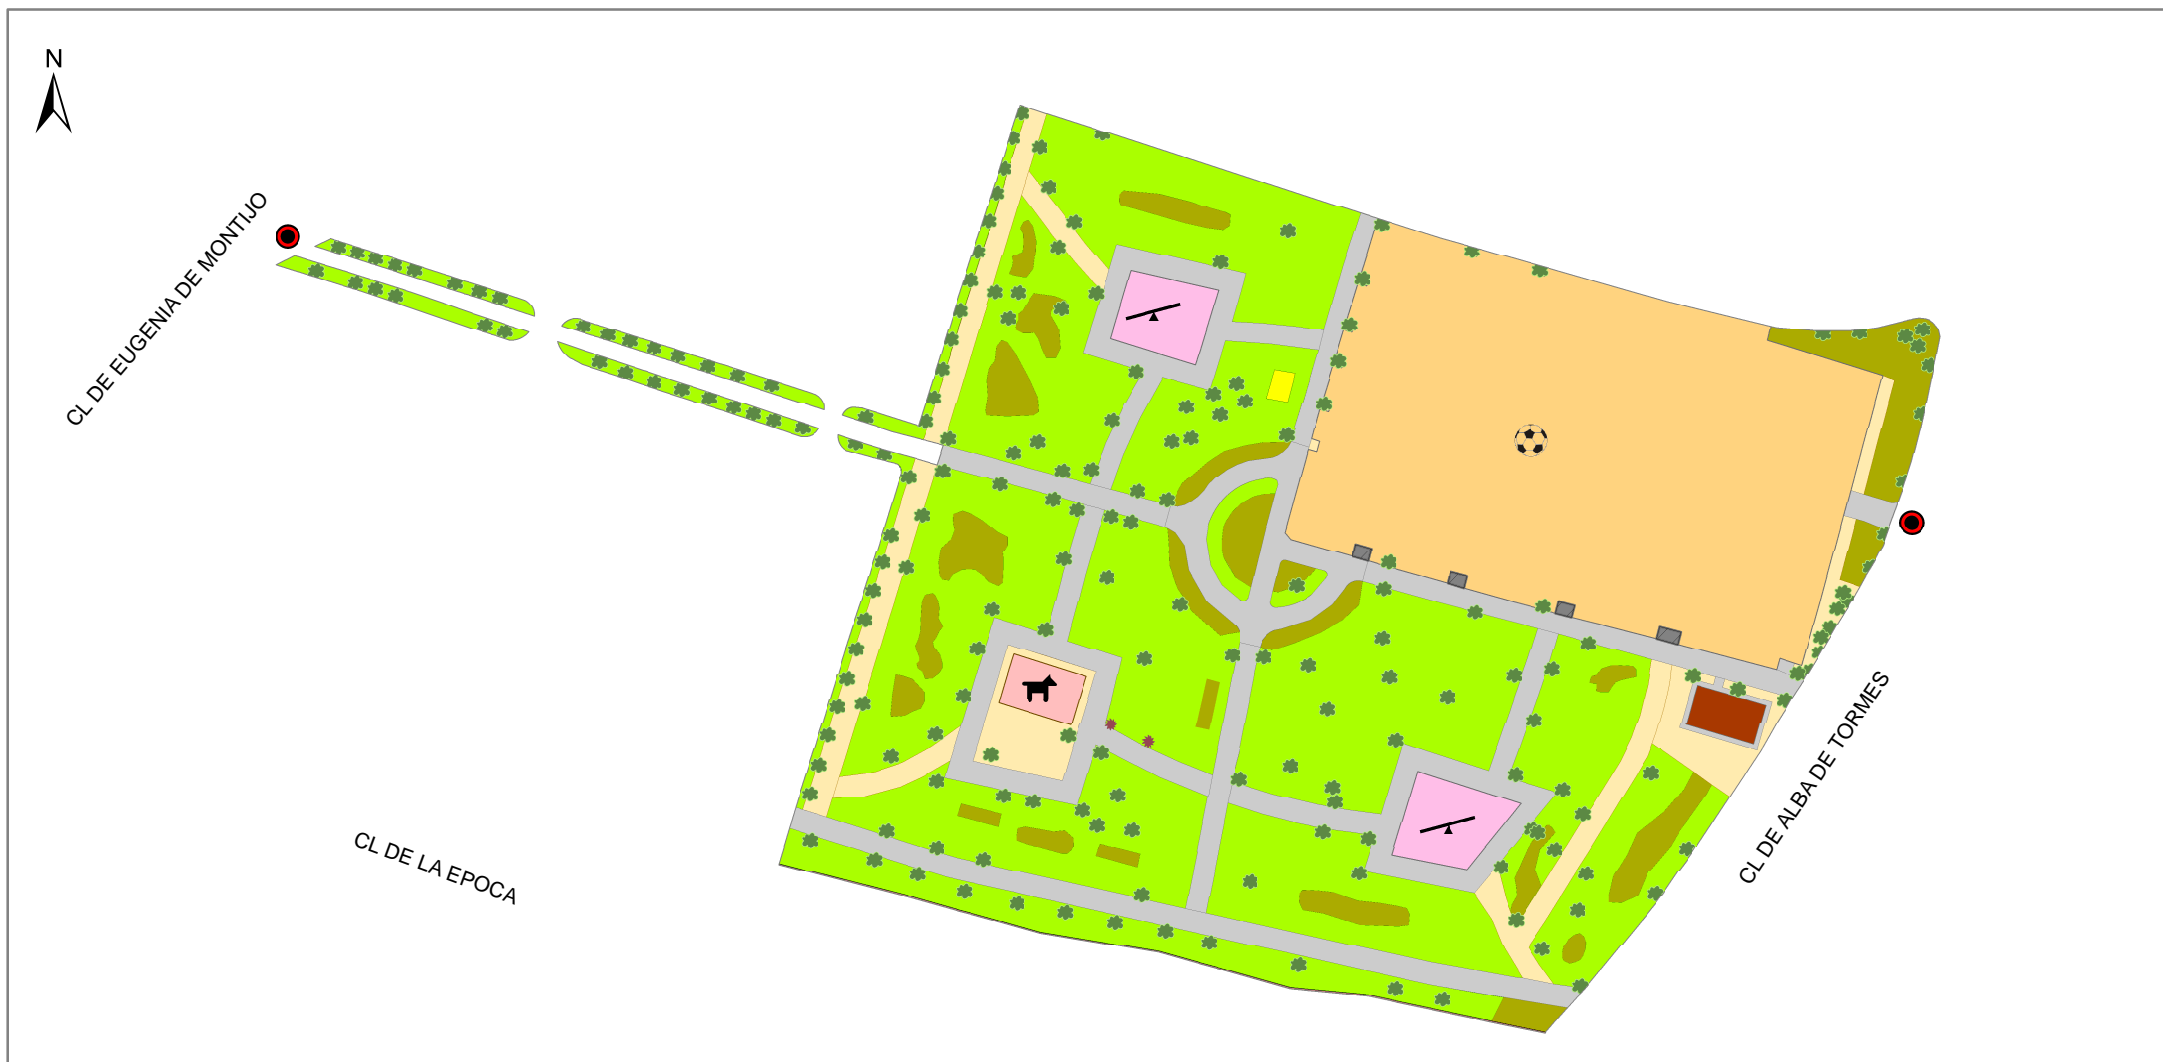 N
CL DE EUGENIA DE MONTIJO
CL DE LA EPOCA
CL DE ALBA DE TORMES